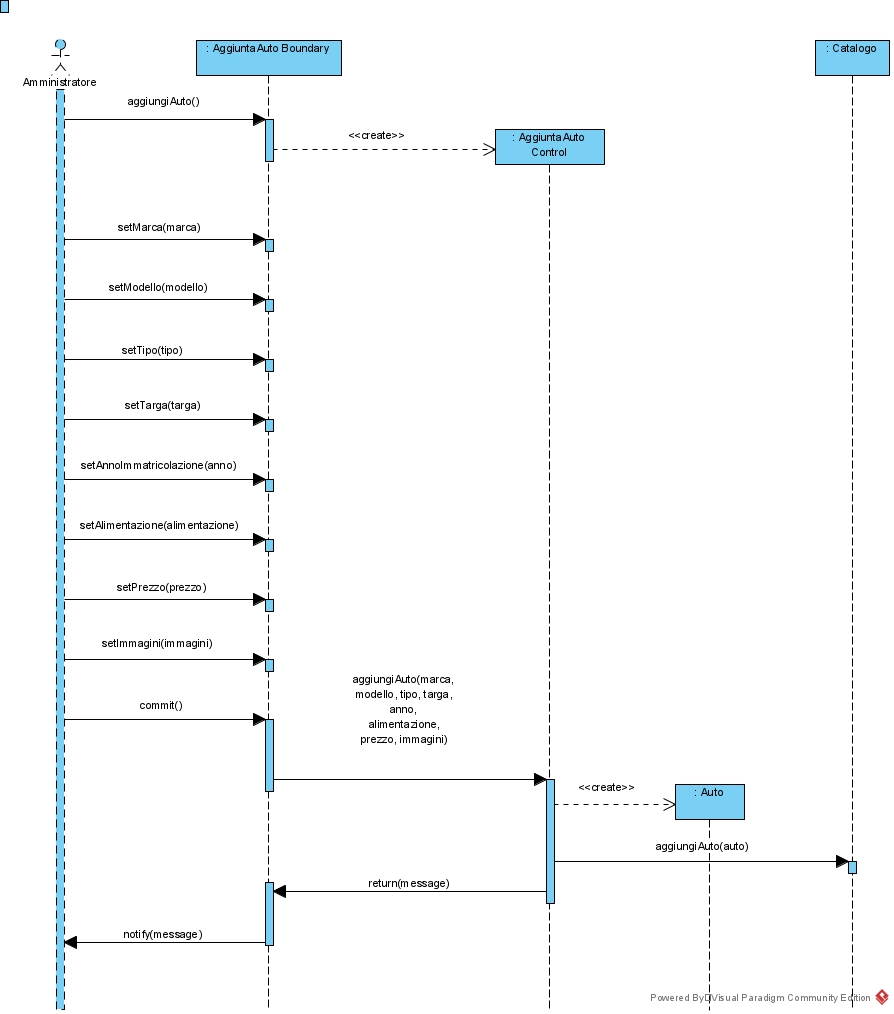 : AggiuntaAuto Boundary
: Catalogo
Amministratore
aggiungiAuto()
<<create>>
: AggiuntaAuto
Control
setMarca(marca)
setModello(modello)
setTipo(tipo)
setTarga(targa)
setAnnoImmatricolazione(anno)
setAlimentazione(alimentazione)
setPrezzo(prezzo)
setImmagini(immagini)
aggiungiAuto(marca,
modello, tipo, targa,
anno,
alimentazione,
prezzo, immagini)
commit()
<<create>>
: Auto
aggiungiAuto(auto)
return(message)
notify(message)
Powered By Visual Paradigm Community Edition